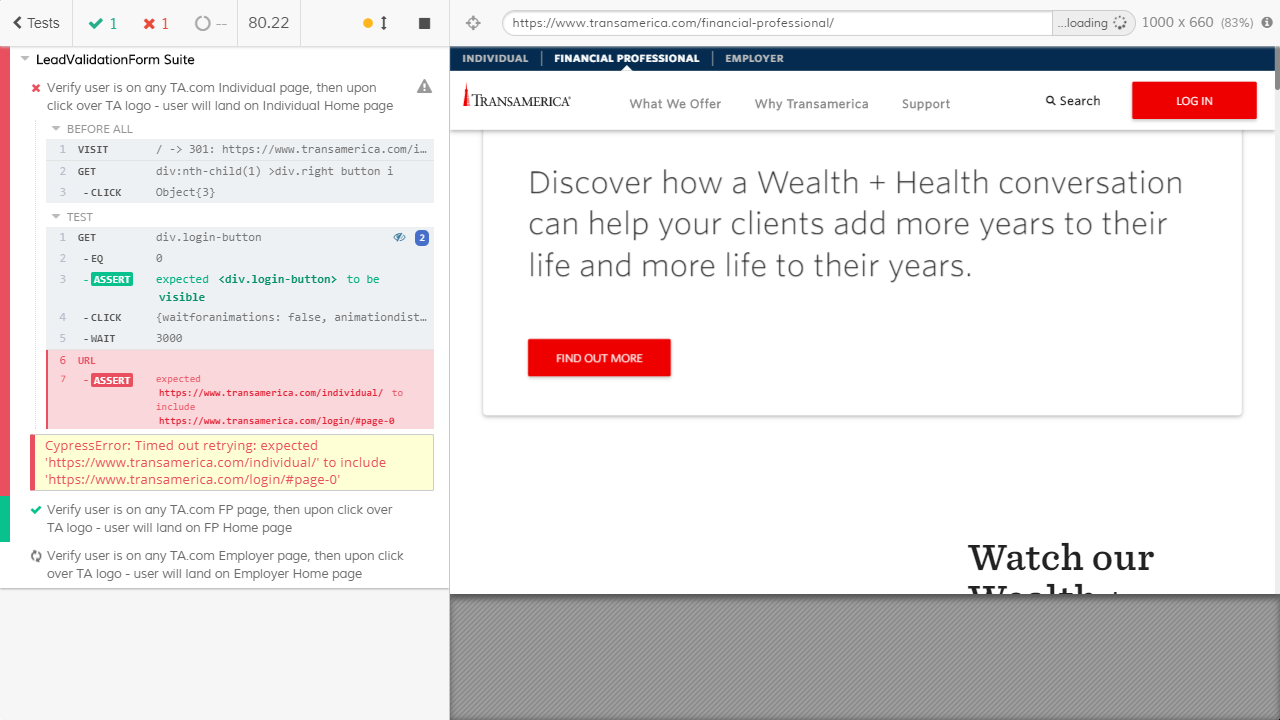 Tests
1
1
--
80.22
https://www.transamerica.com/financial-professional/
...loading
1000 x 660 (83%)
LeadValidationForm Suite
Verify user is on any TA.com Individual page, then upon
click over TA logo - user will land on Individual Home page
BEFORE ALL
1 VISIT / -> 301: https://www.transamerica.com/i…
2 GET div:nth-child(1) >div.right button i
3 -CLICK Object{3}
TEST
1 GET div.login-button 2
2 -EQ 0
3 -ASSERT expected <div.login-button> to be
visible
4 -CLICK {waitforanimations: false, animationdist…
5 -WAIT 3000
6 URL
7 -ASSERT expected
https://www.transamerica.com/individual/ to
include
https://www.transamerica.com/login/#page-0
CypressError: Timed out retrying: expected
'https://www.transamerica.com/individual/' to include
'https://www.transamerica.com/login/#page-0'
Verify user is on any TA.com FP page, then upon click over
TA logo - user will land on FP Home page
Verify user is on any TA.com Employer page, then upon click
over TA logo - user will land on Employer Home page
INDIVIDUAL
FINANCIAL PROFESSIONAL
EMPLOYER
TRANSAMERICA®
What We Offer
Why Transamerica
Support
Search
LOG IN
Discover how a Wealth + Health conversation
can help your clients add more years to their
life and more life to their years.
FIND OUT MORE
Watch our
Wealth +